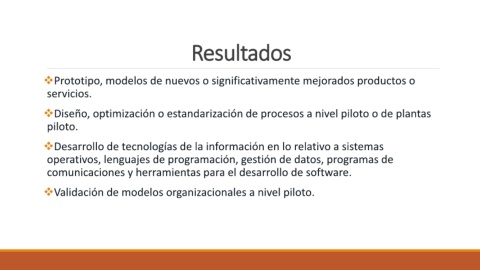 Resultados
❖Prototipo, modelos de nuevos o significativamente mejorados productos o
servicios.
❖Diseño, optimización o estandarización de procesos a nivel piloto o de plantas
piloto.
❖Desarrollo de tecnologías de la información en lo relativo a sistemas
operativos, lenguajes de programación, gestión de datos, programas de
comunicaciones y herramientas para el desarrollo de software.
❖Validación de modelos organizacionales a nivel piloto.